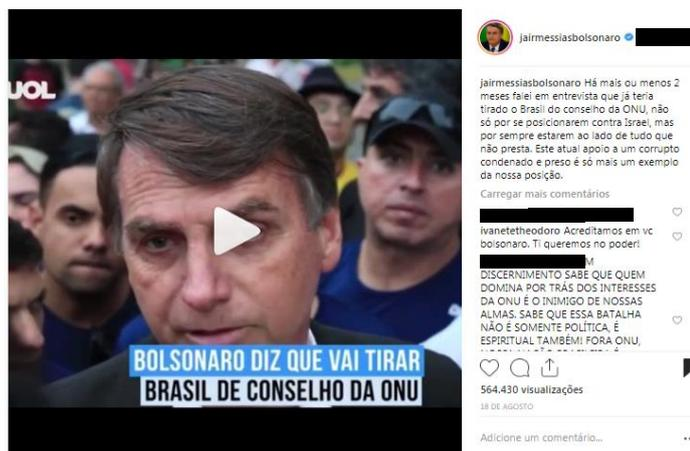 UOL
BOLSONARO DIZ QUE VAI TIRAR
BRASIL DE CONSELHO DA ONU
jairmessiasbolsonaro
jairmessiasbolsonaro Há mais ou menos 2
meses falei em entrevista que já teria
tirado o Brasil do conselho da ONU, não
só por se posicionarem contra Israel, mas
por sempre estarem ao lado de tudo que
não presta. Este atual apoio a um corrupto
condenado e preso é só mais um exemplo
da nossa posição.
Carregar mais comentários
ivanetetheodoro Acreditamos em vc
bolsonaro. Ti queremos no poder!
M
DISCERNIMENTO SABE QUE QUEM
DOMINA POR TRÁS DOS INTERESSES
DA ONU É O INIMIGO DE NOSSAS
ALMAS. SABE QUE ESSA BATALHA
NÃO É SOMENTE POLÍTICA, É
ESPIRITUAL TAMBÉM! FORA ONU,
564.430 visualizações
18 DE AGOSTO
Adicione um comentário...